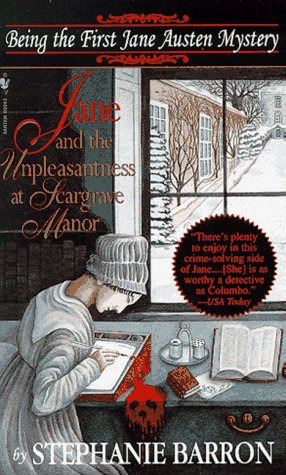 Being the First Jane Austen Mystery
Jane
and the
Unpleasantness
at Scargrave
Manor
"There's plenty
to enjoy in this
crime-solving side
of Jane....[She] is as
worthy a detective
as Columbo."
—USA Today
by STEPHANIE BARRON